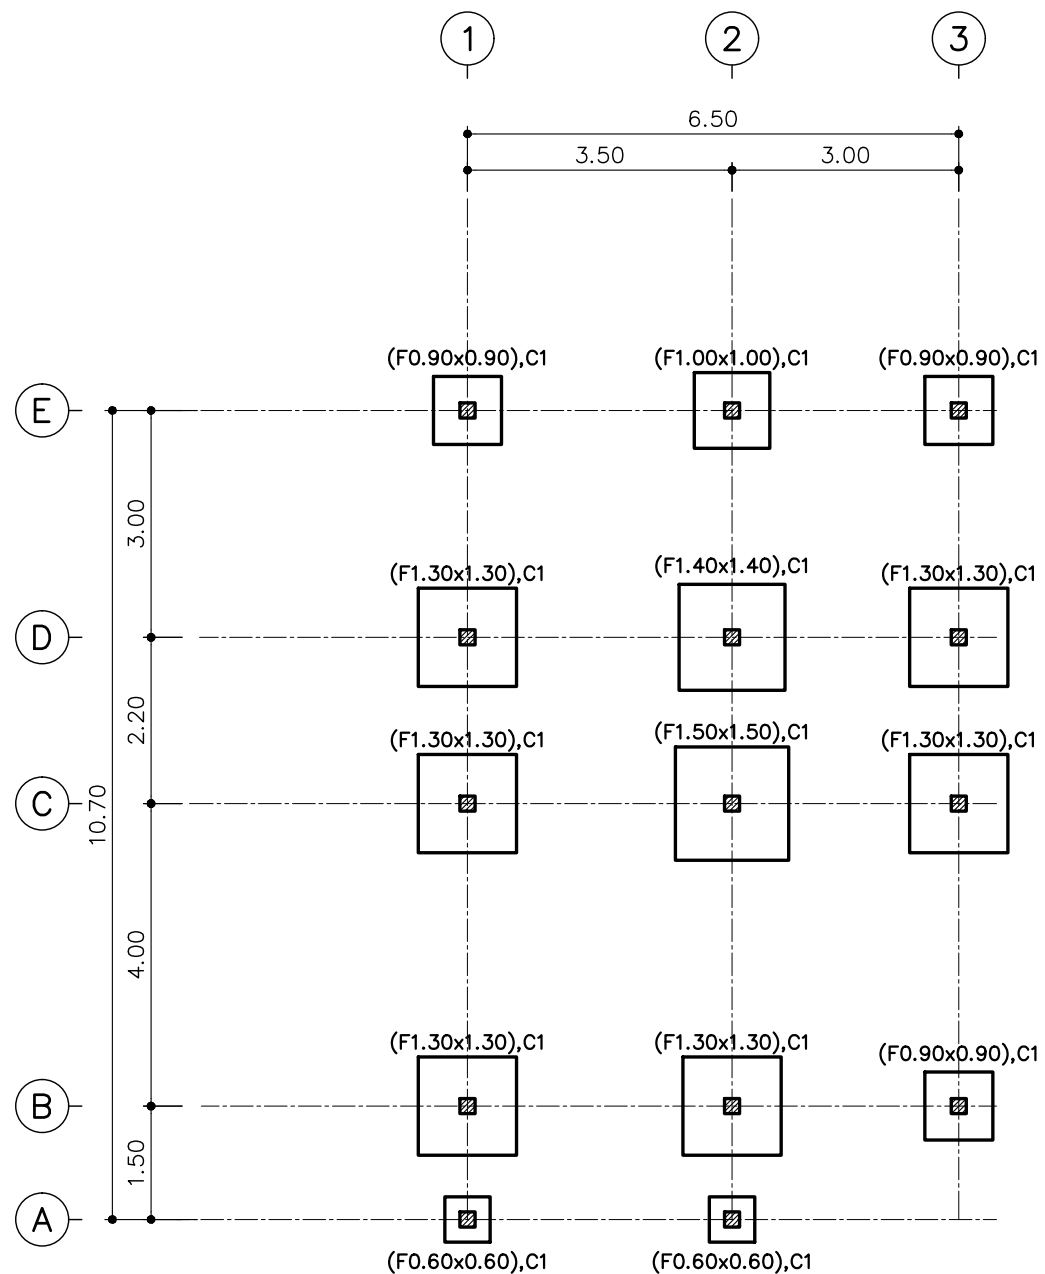 1 2 3
6.50
3.50 3.00
(F0.90x0.90),C1 (F1.00x1.00),C1 (F0.90x0.90),C1
E
3.00
(F1.30x1.30),C1 (F1.40x1.40),C1 (F1.30x1.30),C1
D
2.20
(F1.30x1.30),C1 (F1.50x1.50),C1 (F1.30x1.30),C1
C
10.70
4.00
(F1.30x1.30),C1 (F1.30x1.30),C1 (F0.90x0.90),C1
B
1.50
A
(F0.60x0.60),C1 (F0.60x0.60),C1